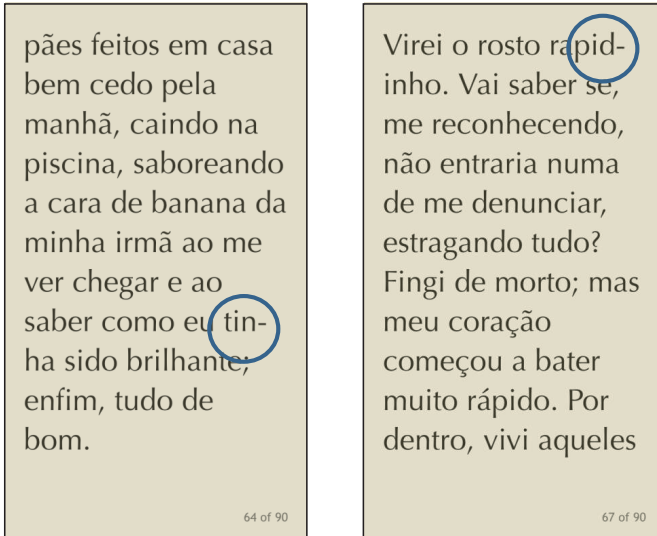 pães feitos em casa
bem cedo pela
manhã, caindo na
piscina, saboreando
a cara de banana da
minha irmã ao me
ver chegar e ao
saber como eu tin-
ha sido brilhante;
enfim, tudo de
bom.
64 of 90
Virei o rosto rapid-
inho. Vai saber se,
me reconhecendo,
não entraria numa
de me denunciar,
estragando tudo?
Fingi de morto; mas
meu coração
começou a bater
muito rápido. Por
dentro, vivi aqueles
67 of 90